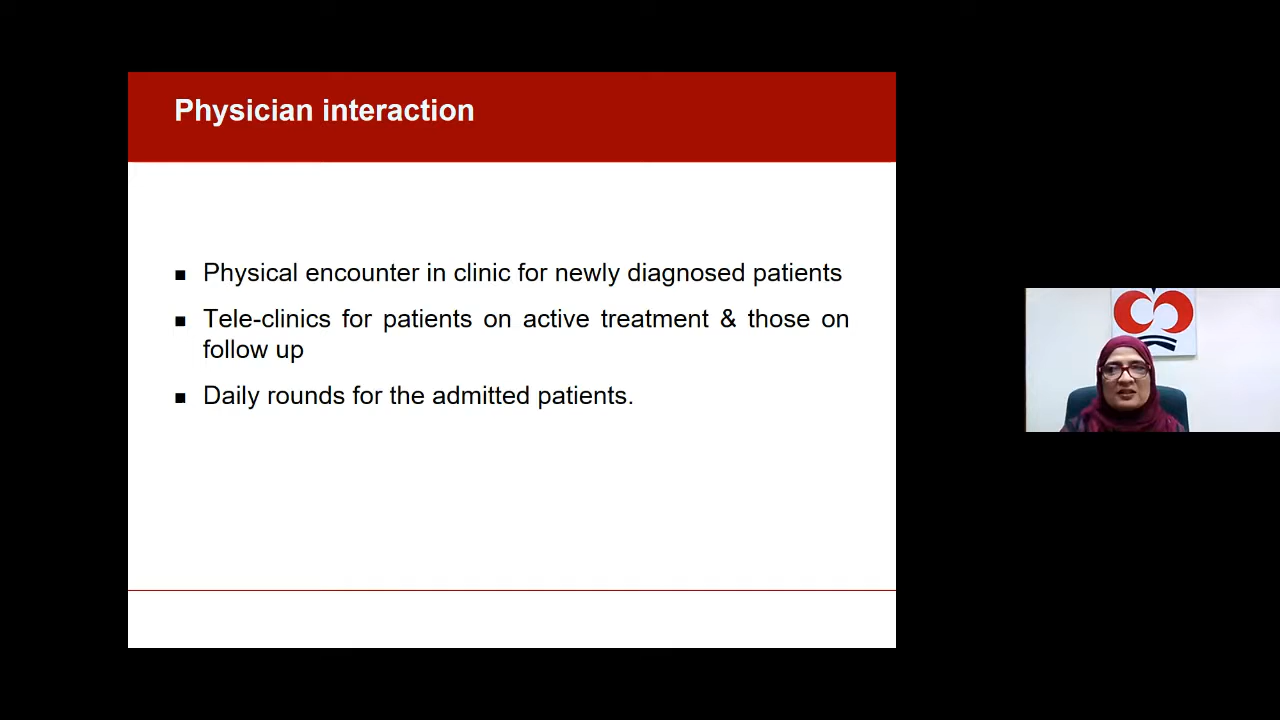 Physician interaction
Physical encounter in clinic for newly diagnosed patients
Tele-clinics for patients on active treatment & those on
follow up
Daily rounds for the admitted patients.